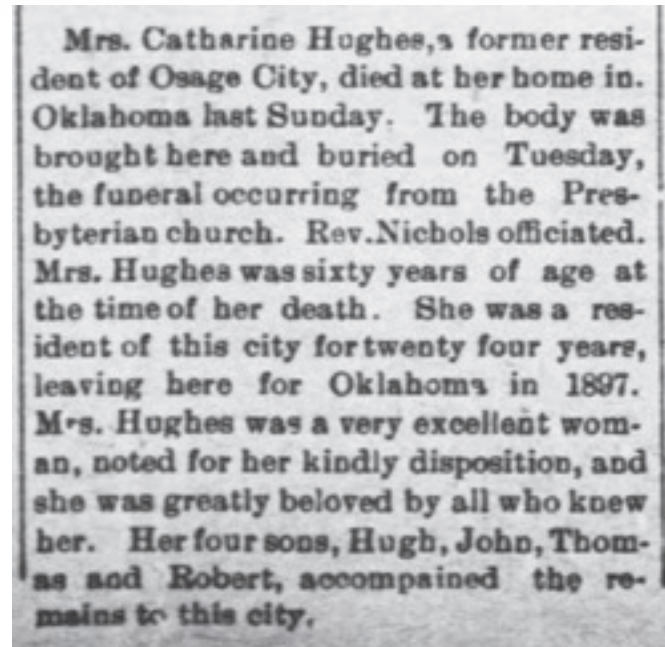 Mrs. Catharine Hughes, a former resi-
dent of Osage City, died at her home in.
Oklahoma last Sunday. The body was
brought here and buried on Tuesday,
the funeral occurring from the Pres-
byterian church. Rev. Nichols officiated.
Mrs. Hughes was sixty years of age at
the time of her death. She was a res-
ident of this city for twenty four years,
leaving here for Oklahoma in 1897.
Mrs. Hughes was a very excellent wom-
an, noted for her kindly disposition, and
she was greatly beloved by all who knew
her. Her four sons, Hugh, John, Thom-
as and Robert, accompained the re-
mains to this city.